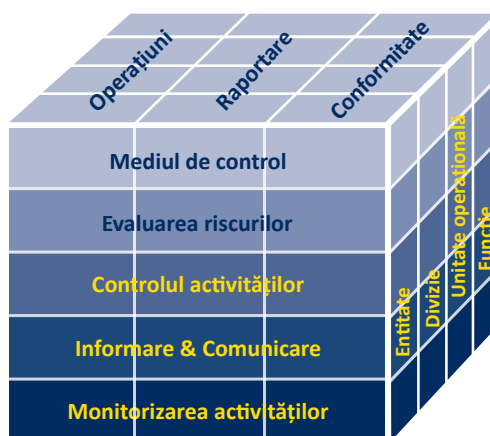 Operațiuni
Raportare
Conformitate
Mediul de control
Evaluarea riscurilor
Controlul activităților
Informare & Comunicare
Monitorizarea activităților
Entitate
Divizie
Unitate operațională
Funcție